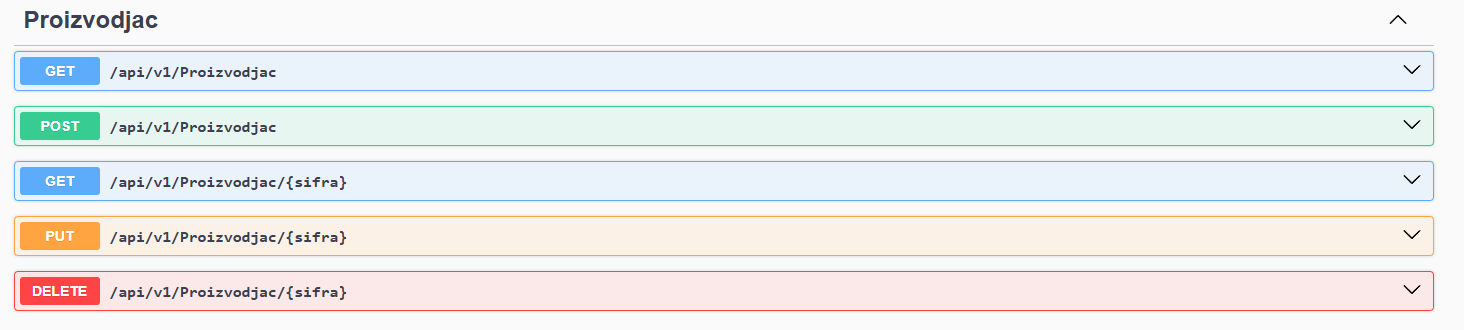 Proizvodjac
GET /api/v1/Proizvodjac
POST /api/v1/Proizvodjac
GET /api/v1/Proizvodjac/{sifra}
PUT /api/v1/Proizvodjac/{sifra}
DELETE /api/v1/Proizvodjac/{sifra}